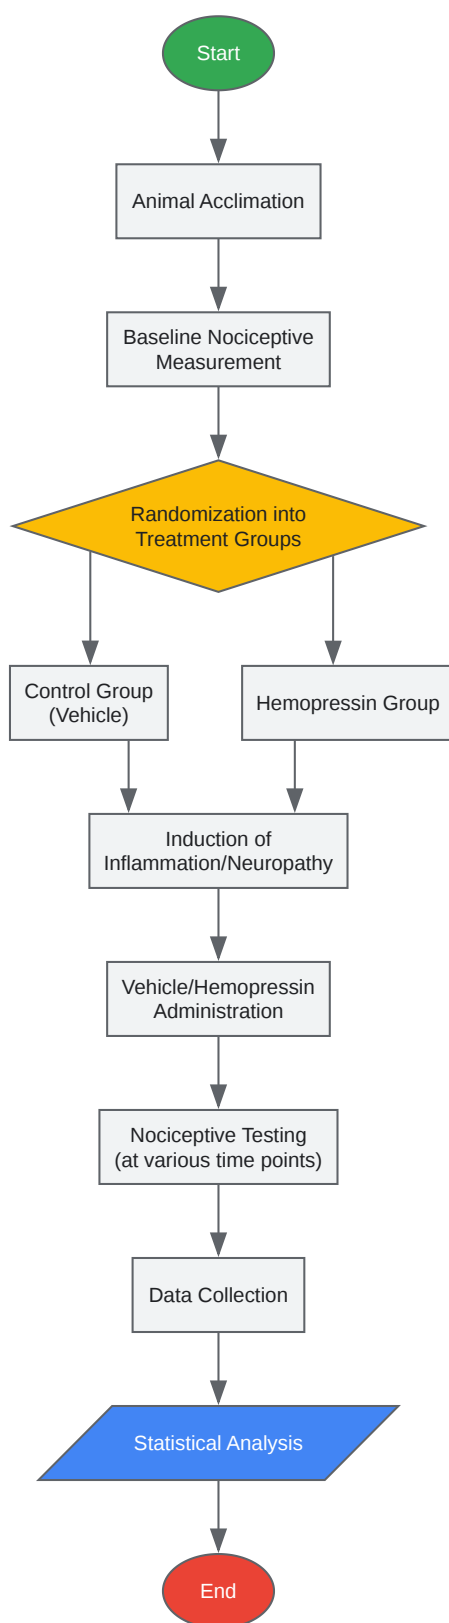 Start
Animal Acclimation
Baseline Nociceptive
Measurement
Randomization into
Treatment Groups
Control Group
(Vehicle)
Hemopressin Group
Induction of
Inflammation/Neuropathy
Vehicle/Hemopressin
Administration
Nociceptive Testing
(at various time points)
Data Collection
Statistical Analysis
End